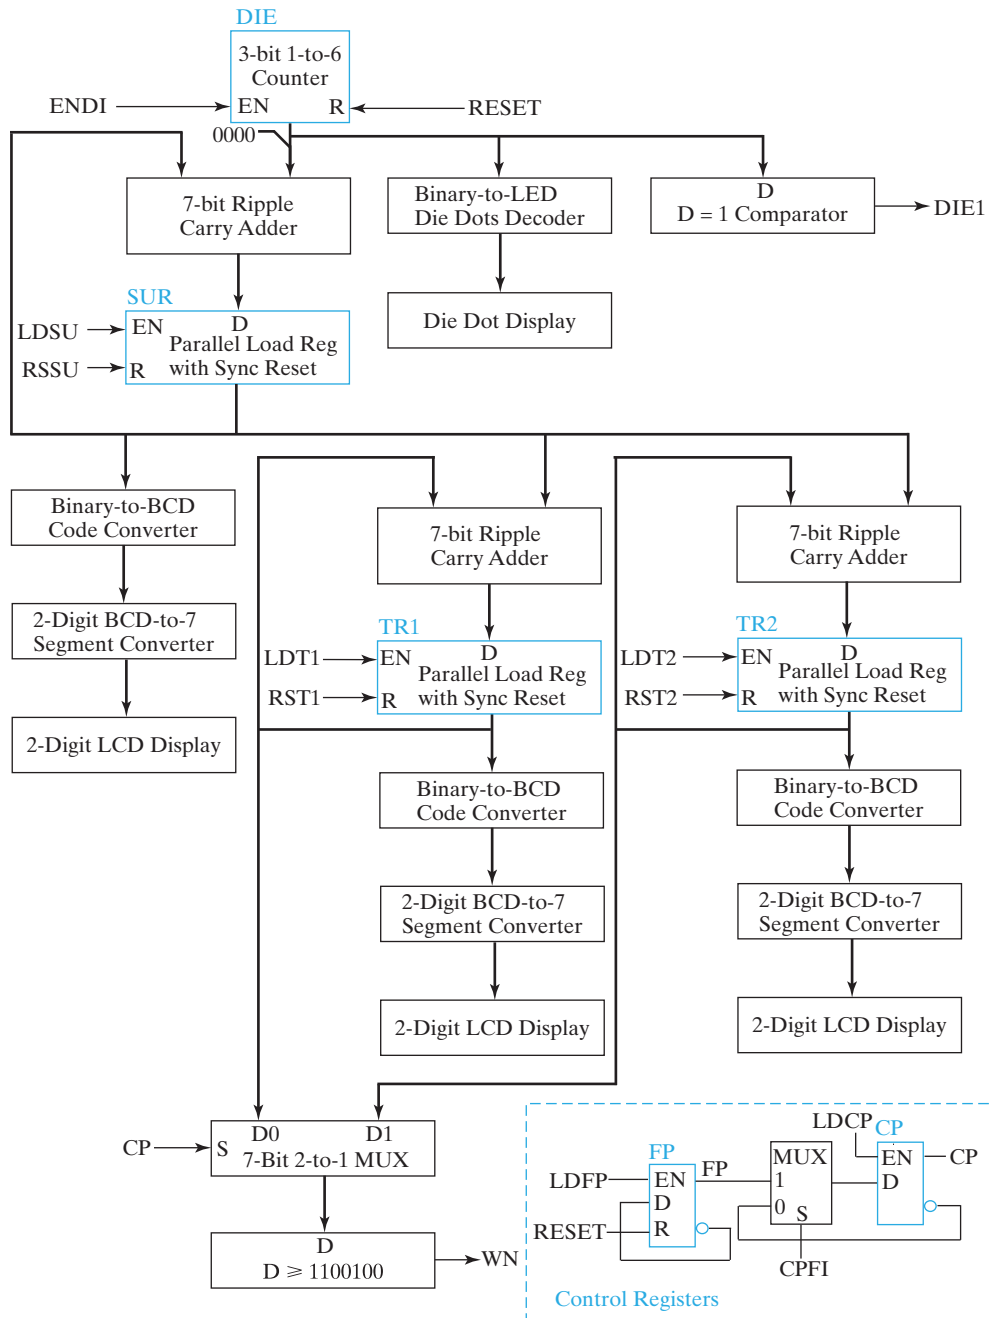 DIE
3-bit 1-to-6
Counter
ENDI
EN
R
RESET
0000
7-bit Ripple
Carry Adder
Binary-to-LED
Die Dots Decoder
D
D = 1 Comparator
DIE1
SUR
LDSU
EN
D
Parallel Load Reg
RSSU
R
with Sync Reset
Die Dot Display
Binary-to-BCD
Code Converter
2-Digit BCD-to-7
Segment Converter
2-Digit LCD Display
7-bit Ripple
Carry Adder
TR1
LDT1
EN
D
Parallel Load Reg
RST1
R
with Sync Reset
Binary-to-BCD
Code Converter
2-Digit BCD-to-7
Segment Converter
2-Digit LCD Display
7-bit Ripple
Carry Adder
TR2
LDT2
EN
D
Parallel Load Reg
RST2
R
with Sync Reset
Binary-to-BCD
Code Converter
2-Digit BCD-to-7
Segment Converter
2-Digit LCD Display
CP
S
D0
D1
7-Bit 2-to-1 MUX
D
D ⩾ 1100100
WN
FP
LDFP
EN
FP
D
RESET
R
MUX
1
0
S
CPFI
LDCP
CP
EN
CP
D
Control Registers